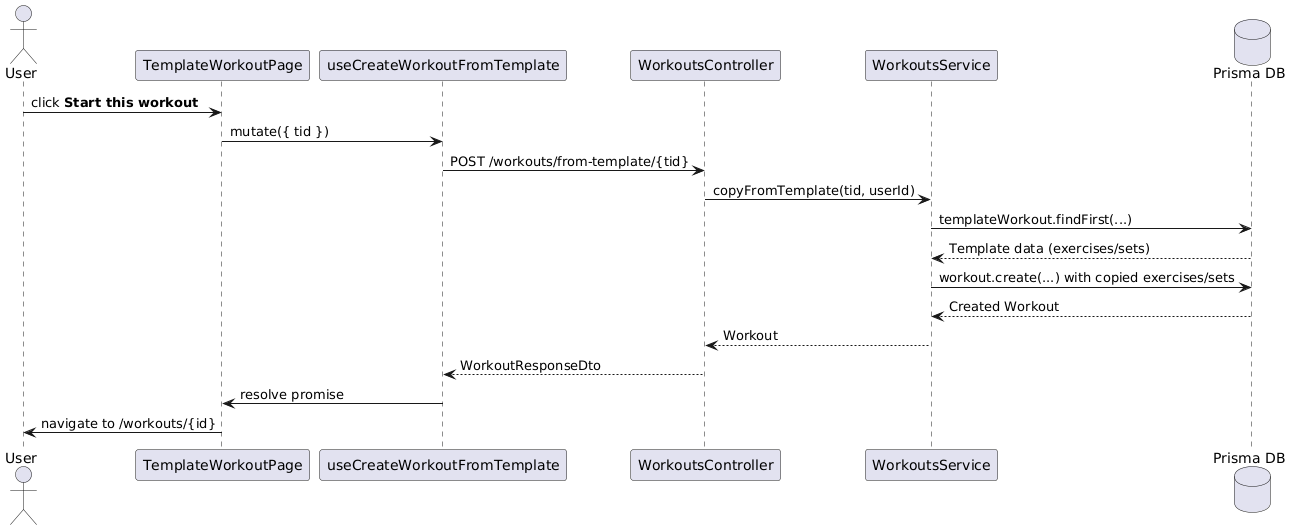 User
TemplateWorkoutPage
useCreateWorkoutFromTemplate
WorkoutsController
WorkoutsService
Prisma DB
click Start this workout
mutate({ tid })
POST /workouts/from-template/{tid}
copyFromTemplate(tid, userId)
templateWorkout.findFirst(...)
Template data (exercises/sets)
workout.create(...) with copied exercises/sets
Created Workout
Workout
WorkoutResponseDto
resolve promise
navigate to /workouts/{id}
User
TemplateWorkoutPage
useCreateWorkoutFromTemplate
WorkoutsController
WorkoutsService
Prisma DB